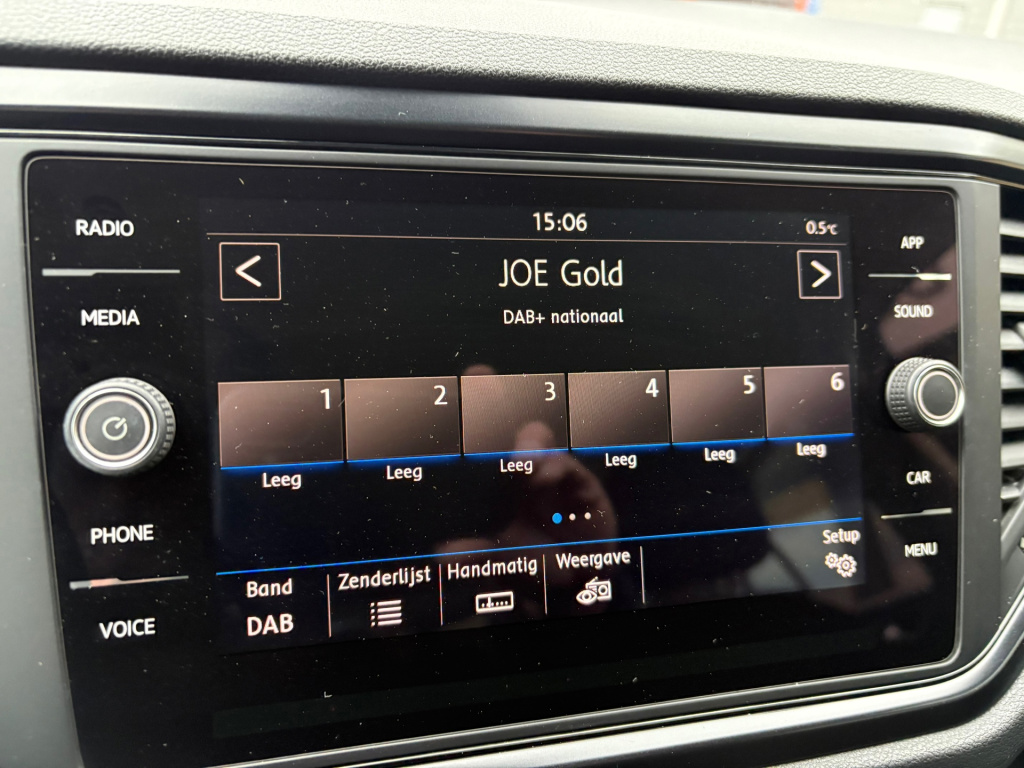 RADIO
MEDIA
PHONE
VOICE
15:06
0.5°C
JOE Gold
DAB+ nationaal
1
2
3
4
5
6
Leeg
Leeg
Leeg
Leeg
Leeg
Leeg
Band
DAB
Zenderlijst
Handmatig
Weergave
Setup
APP
SOUND
CAR
MENU